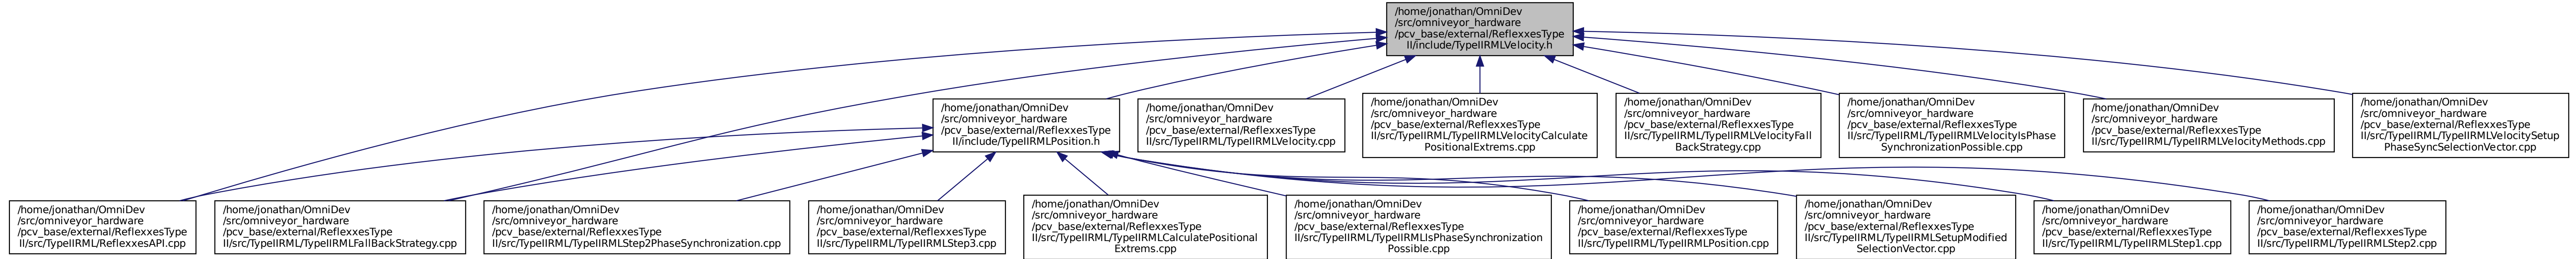 /home/jonathan/OmniDev
/src/omniveyor_hardware
/pcv_base/external/ReflexxesType
II/include/TypeIIRMLVelocity.h
/home/jonathan/OmniDev
/src/omniveyor_hardware
/pcv_base/external/ReflexxesType
II/include/TypeIIRMLPosition.h
/home/jonathan/OmniDev
/src/omniveyor_hardware
/pcv_base/external/ReflexxesType
II/src/TypeIIRML/TypeIIRMLVelocity.cpp
/home/jonathan/OmniDev
/src/omniveyor_hardware
/pcv_base/external/ReflexxesType
II/src/TypeIIRML/TypeIIRMLVelocityCalculate
PositionalExtrems.cpp
/home/jonathan/OmniDev
/src/omniveyor_hardware
/pcv_base/external/ReflexxesType
II/src/TypeIIRML/TypeIIRMLVelocityFall
BackStrategy.cpp
/home/jonathan/OmniDev
/src/omniveyor_hardware
/pcv_base/external/ReflexxesType
II/src/TypeIIRML/TypeIIRMLVelocityIsPhase
SynchronizationPossible.cpp
/home/jonathan/OmniDev
/src/omniveyor_hardware
/pcv_base/external/ReflexxesType
II/src/TypeIIRML/TypeIIRMLVelocityMethods.cpp
/home/jonathan/OmniDev
/src/omniveyor_hardware
/pcv_base/external/ReflexxesType
II/src/TypeIIRML/TypeIIRMLVelocitySetup
PhaseSyncSelectionVector.cpp
/home/jonathan/OmniDev
/src/omniveyor_hardware
/pcv_base/external/ReflexxesType
II/src/TypeIIRML/ReflexxesAPI.cpp
/home/jonathan/OmniDev
/src/omniveyor_hardware
/pcv_base/external/ReflexxesType
II/src/TypeIIRML/TypeIIRMLFallBackStrategy.cpp
/home/jonathan/OmniDev
/src/omniveyor_hardware
/pcv_base/external/ReflexxesType
II/src/TypeIIRML/TypeIIRMLStep2PhaseSynchronization.cpp
/home/jonathan/OmniDev
/src/omniveyor_hardware
/pcv_base/external/ReflexxesType
II/src/TypeIIRML/TypeIIRMLStep3.cpp
/home/jonathan/OmniDev
/src/omniveyor_hardware
/pcv_base/external/ReflexxesType
II/src/TypeIIRML/TypeIIRMLCalculatePositional
Extrems.cpp
/home/jonathan/OmniDev
/src/omniveyor_hardware
/pcv_base/external/ReflexxesType
II/src/TypeIIRML/TypeIIRMLIsPhaseSynchronization
Possible.cpp
/home/jonathan/OmniDev
/src/omniveyor_hardware
/pcv_base/external/ReflexxesType
II/src/TypeIIRML/TypeIIRMLPosition.cpp
/home/jonathan/OmniDev
/src/omniveyor_hardware
/pcv_base/external/ReflexxesType
II/src/TypeIIRML/TypeIIRMLSetupModified
SelectionVector.cpp
/home/jonathan/OmniDev
/src/omniveyor_hardware
/pcv_base/external/ReflexxesType
II/src/TypeIIRML/TypeIIRMLStep1.cpp
/home/jonathan/OmniDev
/src/omniveyor_hardware
/pcv_base/external/ReflexxesType
II/src/TypeIIRML/TypeIIRMLStep2.cpp